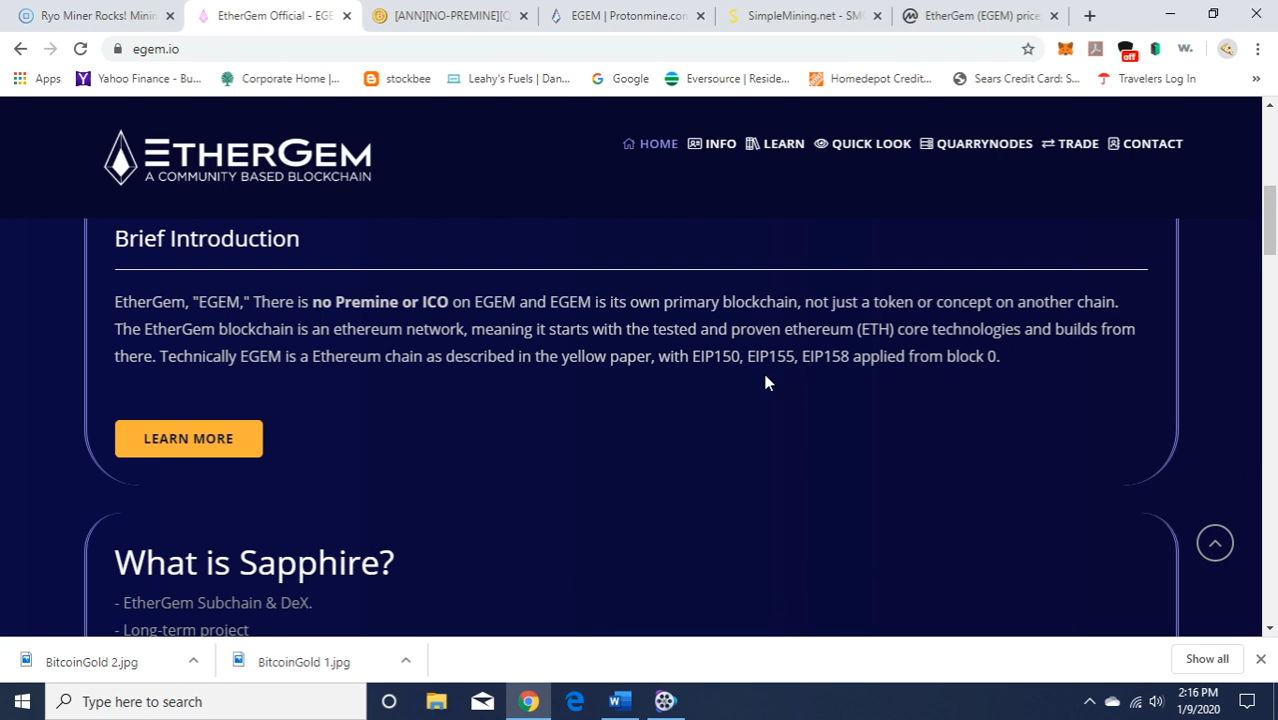 Ryo Miner Rocks! Minin
EtherGem Official - EGE
[ANN][NO-PREMINE][Q
EGEM | Protonmine.con
SimpleMining.net - SMO
EtherGem (EGEM) price
egem.io
off
w.
Apps
Yahoo Finance - Bu...
Corporate Home |...
stockbee
Leahy's Fuels | Dan...
Google
Eversource | Reside...
Homedepot Credit...
Sears Credit Card: S...
Travelers Log In
»
ETHERGEM
A COMMUNITY BASED BLOCKCHAIN
HOME
INFO
LEARN
QUICK LOOK
QUARRYNODES
TRADE
CONTACT
Brief Introduction
EtherGem, "EGEM," There is no Premine or ICO on EGEM and EGEM is its own primary blockchain, not just a token or concept on another chain.
The EtherGem blockchain is an ethereum network, meaning it starts with the tested and proven ethereum (ETH) core technologies and builds from
there. Technically EGEM is a Ethereum chain as described in the yellow paper, with EIP150, EIP155, EIP158 applied from block 0.
LEARN MORE
What is Sapphire?
- EtherGem Subchain & DeX.
- Long-term project
BitcoinGold 2.jpg
BitcoinGold 1.jpg
Show all
Type here to search
2:16 PM
1/9/2020